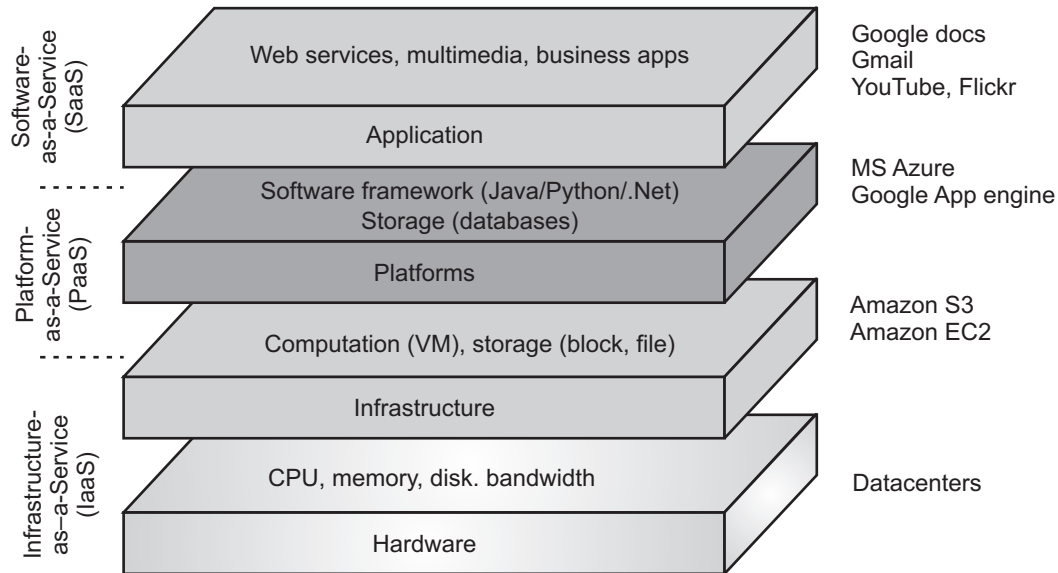 Software-
as-a-Service
(SaaS)
Web services, multimedia, business apps
Application
Google docs
Gmail
YouTube, Flickr
Platform-
as-a-Service
(PaaS)
Software framework (Java/Python/.Net)
Storage (databases)
Platforms
MS Azure
Google App engine
Computation (VM), storage (block, file)
Infrastructure
Amazon S3
Amazon EC2
Infrastructure-
as–a-Service
(IaaS)
CPU, memory, disk. bandwidth
Hardware
Datacenters